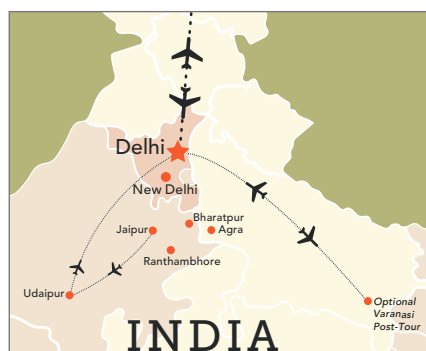 Delhi
New Delhi
Bharatpur
Jaipur
Agra
Ranthambhore
Udaipur
Optional
Varanasi
Post-Tour
INDIA